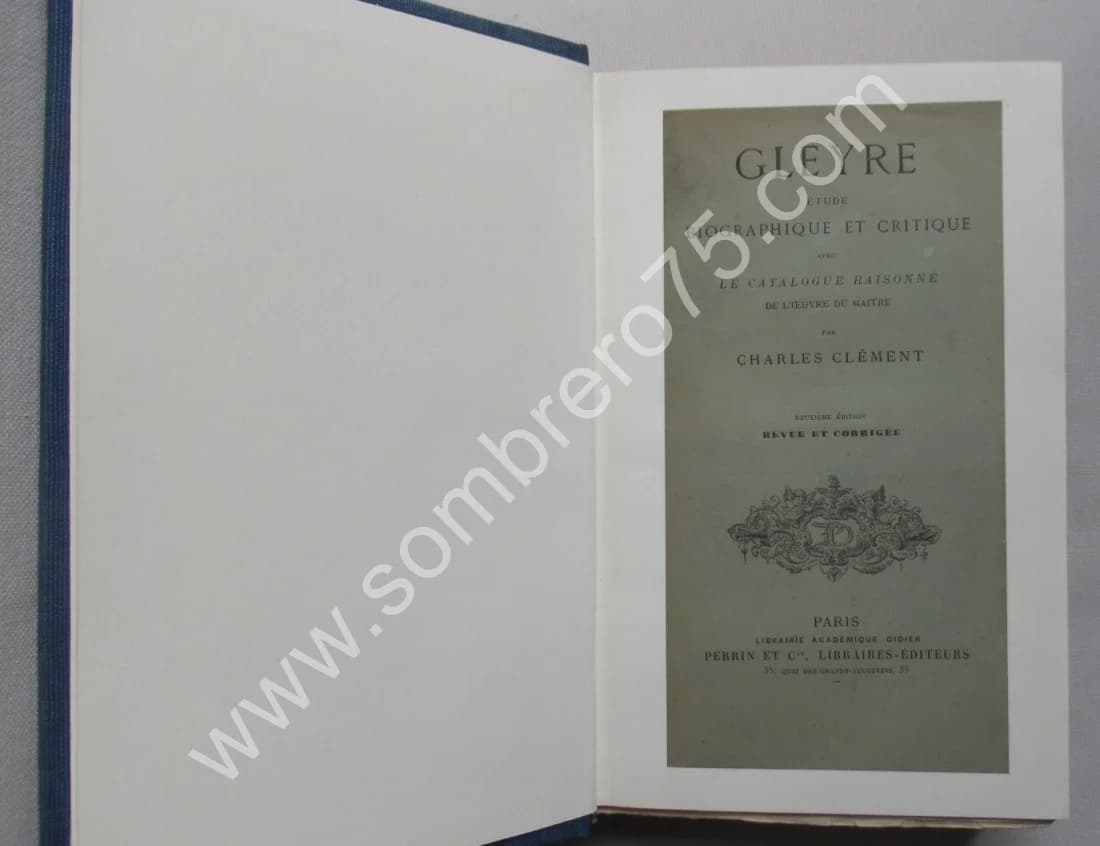 GLEYRE
ÉTUDE
BIOGRAPHIQUE ET CRITIQUE
AVEC
LE CATALOGUE RAISONNÉ
DE L'ŒUVRE DU MAITRE
PAR
CHARLES CLÉMENT
DEUXIÈME ÉDITION
REVUE ET CORRIGÉE
D
PARIS
LIBRAIRIE ACADÉMIQUE DIDIER
PERRIN ET Cie, LIBRAIRES-ÉDITEURS
35, QUAI DES GRANDS-AUGUSTINS, 35
www.sombrero75.com